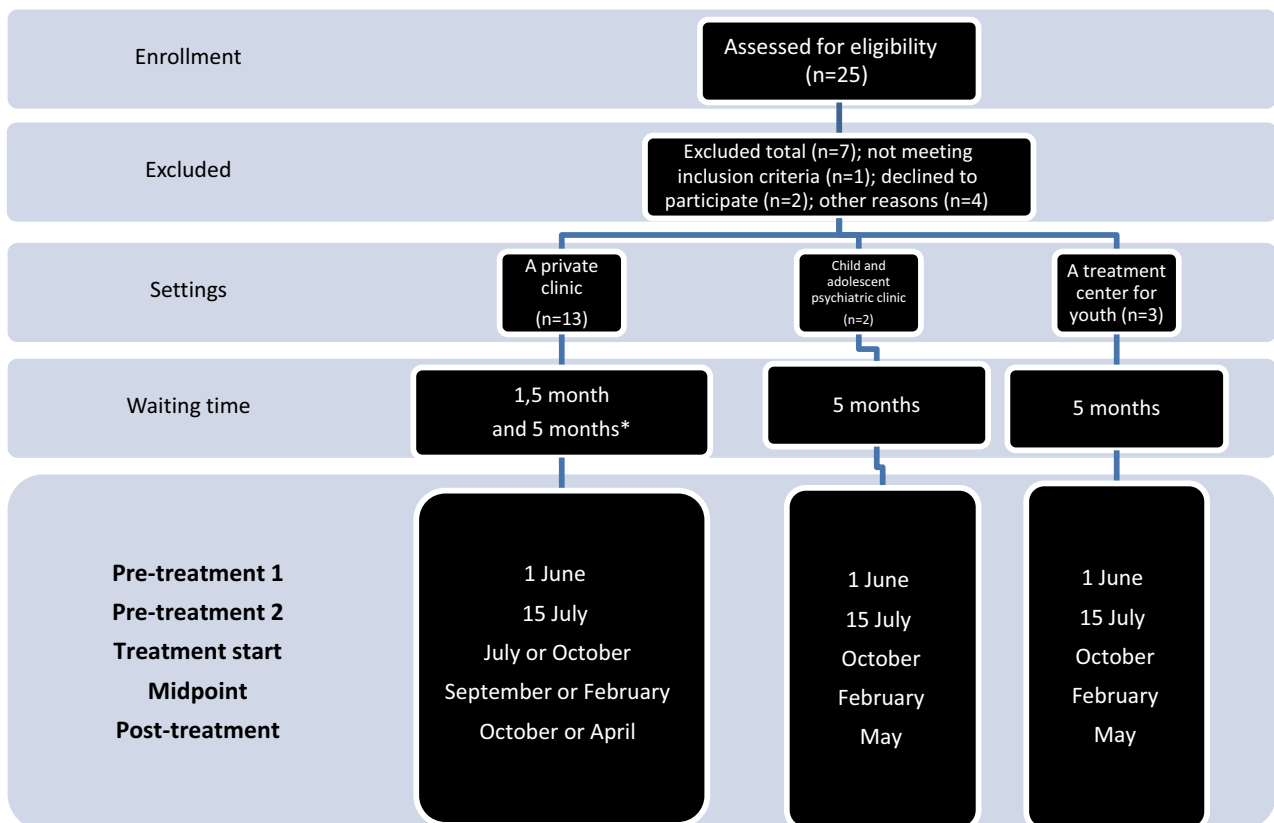 Enrollment
Assessed for eligibility
(n=25)
Excluded
Excluded total (n=7); not meeting
inclusion criteria (n=1); declined to
participate (n=2); other reasons (n=4)
Settings
A private
clinic
(n=13)
Child and
adolescent
psychiatric clinic
(n=2)
A treatment
center for
youth (n=3)
Waiting time
1,5 month
and 5 months*
5 months
5 months
Pre-treatment 1
Pre-treatment 2
Treatment start
Midpoint
Post-treatment
1 June
15 July
July or October
September or February
October or April
1 June
15 July
October
February
May
1 June
15 July
October
February
May